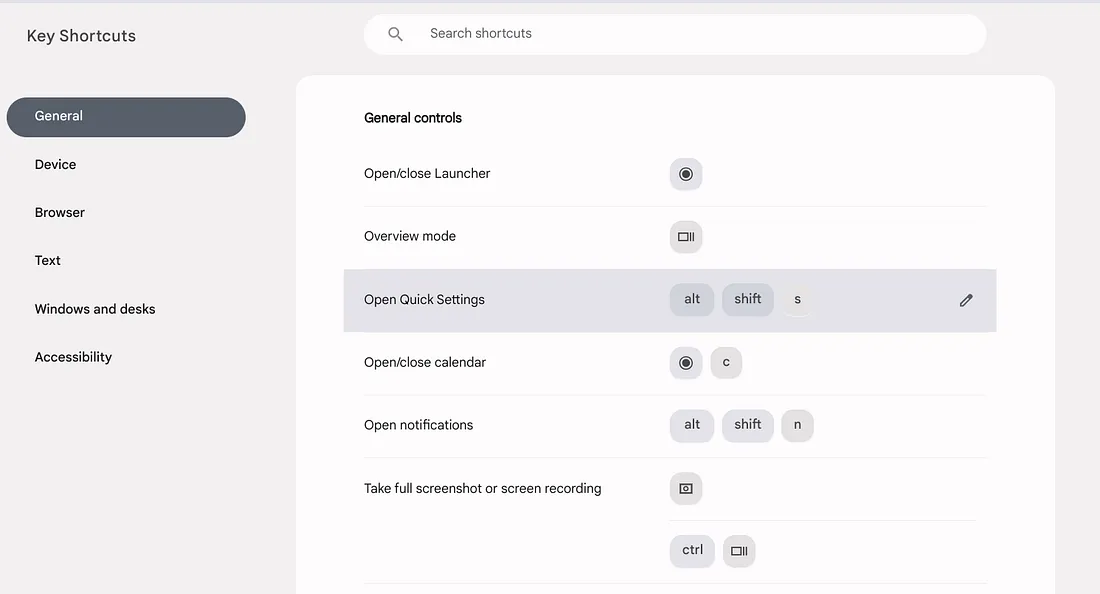 Key Shortcuts
Search shortcuts
General
Device
Browser
Text
Windows and desks
Accessibility
General controls
Open/close Launcher
Overview mode
Open Quick Settings alt shift s
Open/close calendar c
Open notifications alt shift n
Take full screenshot or screen recording
ctrl